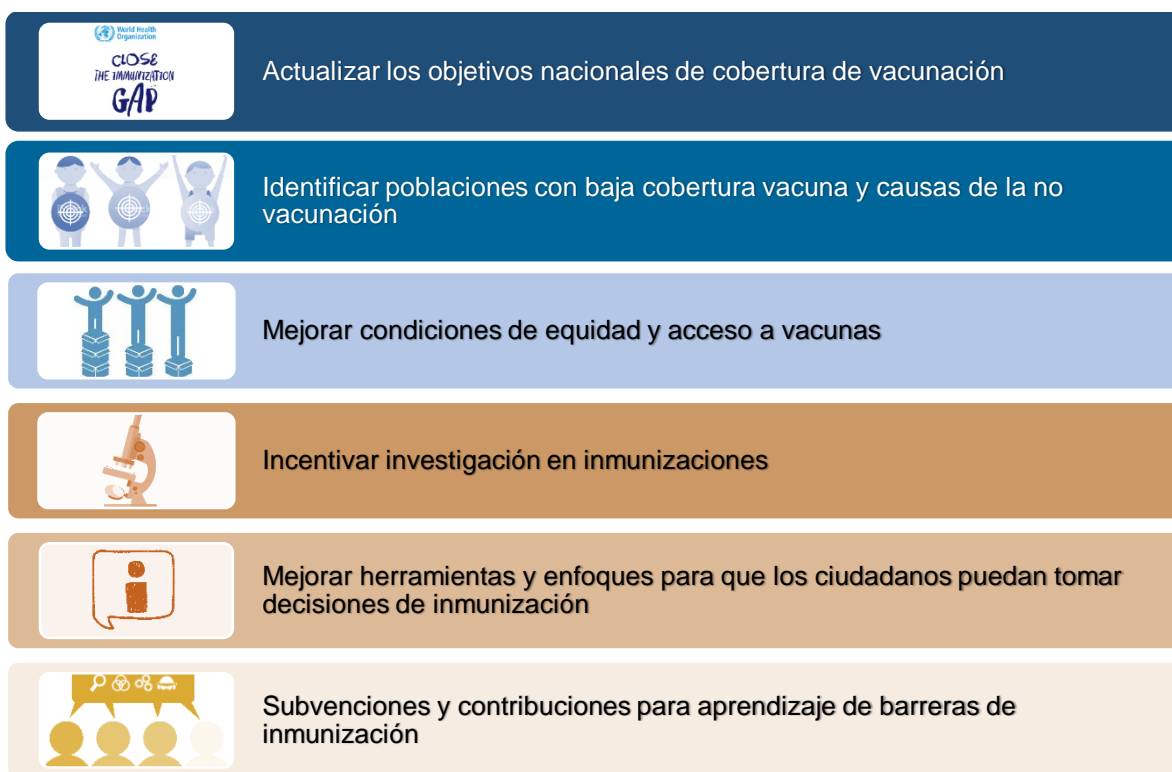 World Health
Organization
CLOSE
THE IMMUNIZATION
GAP
Actualizar los objetivos nacionales de cobertura de vacunación
Identificar poblaciones con baja cobertura vacuna y causas de la no
vacunación
Mejorar condiciones de equidad y acceso a vacunas
Incentivar investigación en inmunizaciones
Mejorar herramientas y enfoques para que los ciudadanos puedan tomar
decisiones de inmunización
Subvenciones y contribuciones para aprendizaje de barreras de
inmunización